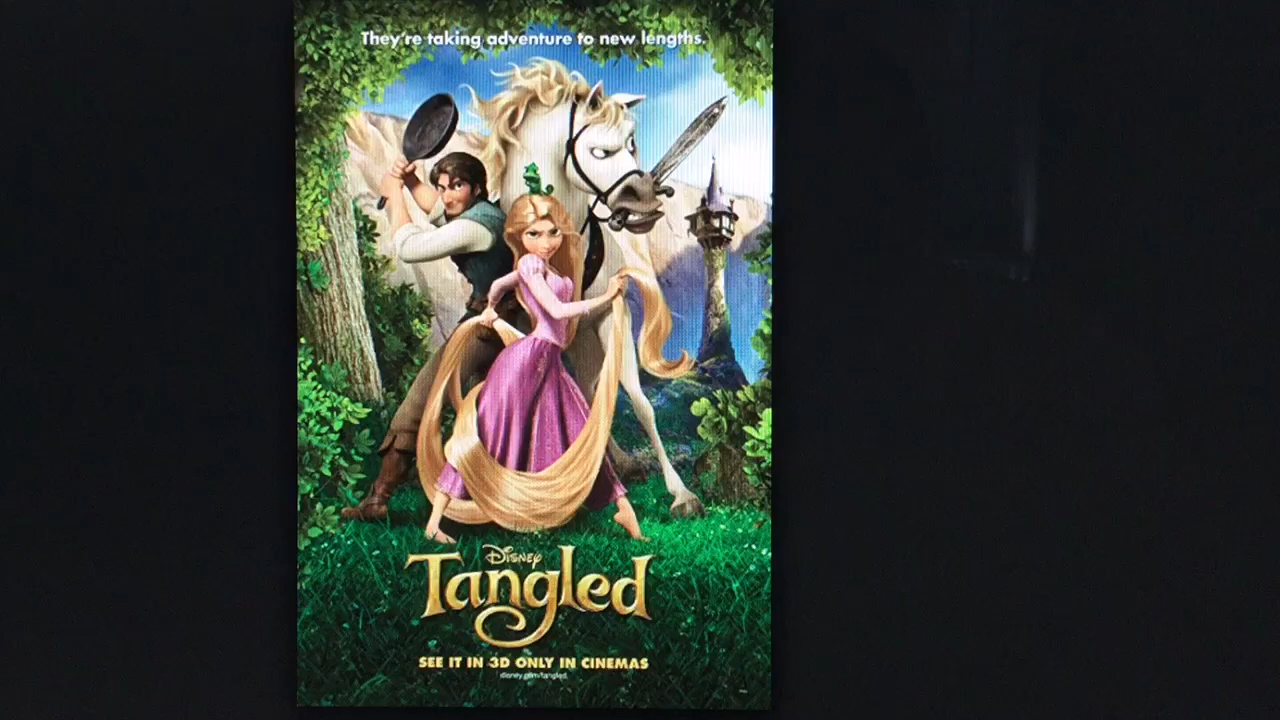 They're taking adventure to new lengths.
Disney
Tangled
SEE IT IN 3D ONLY IN CINEMAS
disney.com/tangled